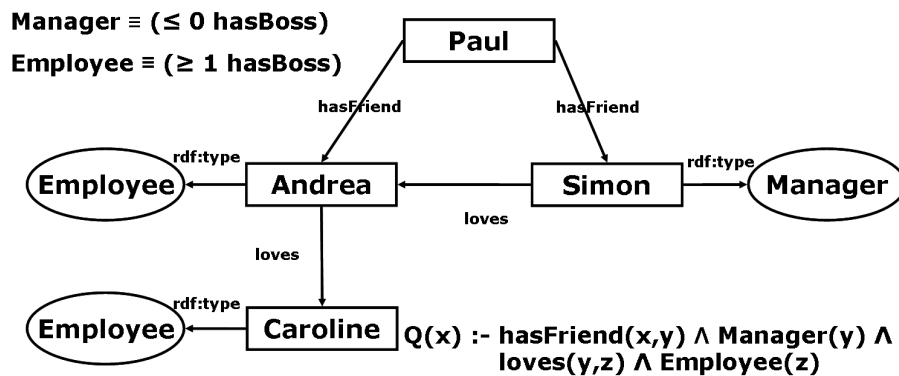 Manager ≡ (≤ 0 hasBoss)
Employee ≡ (≥ 1 hasBoss)
Paul
hasFriend
hasFriend
rdf:type
rdf:type
Employee
Andrea
Simon
Manager
loves
loves
rdf:type
Employee
Caroline
Q(x) :- hasFriend(x,y) Λ Manager(y) Λ
loves(y,z) Λ Employee(z)